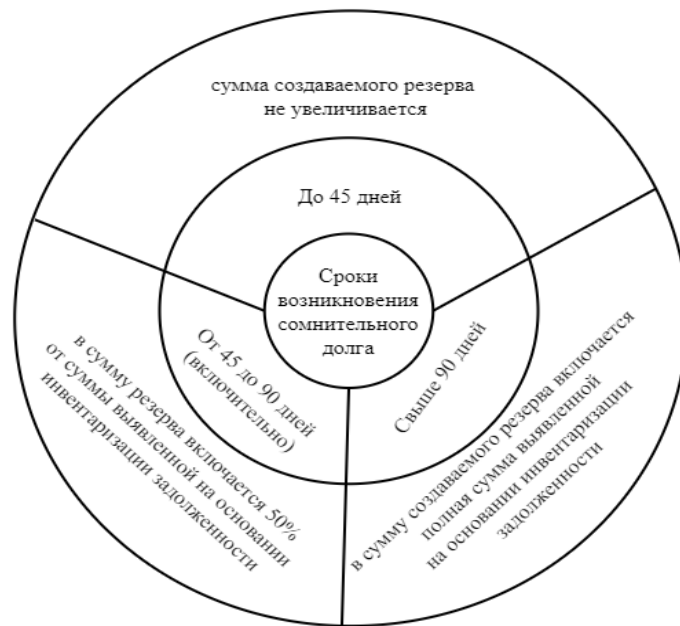 сумма создаваемого резерва
не увеличивается
До 45 дней
Сроки
возникновения
сомнительного
долга
От 45 до 90 дней
(включительно)
Свыше 90 дней
в сумму резерва включается 50%
от суммы выявленной на основании
инвентаризации задолженности
в сумму создаваемого резерва включается
полная сумма выявленной
на основании инвентаризации
задолженности